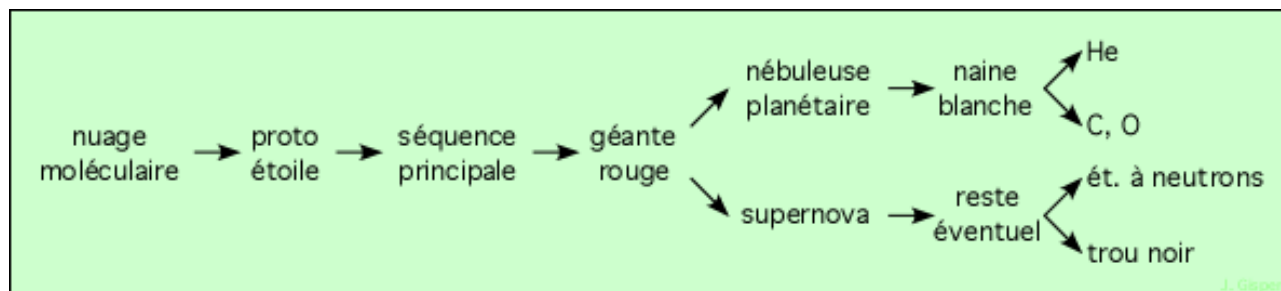 nuage
moléculaire
proto
étoile
séquence
principale
géante
rouge
nébuleuse
planétaire
naine
blanche
He
C, O
supernova
reste
éventuel
ét. à neutrons
trou noir